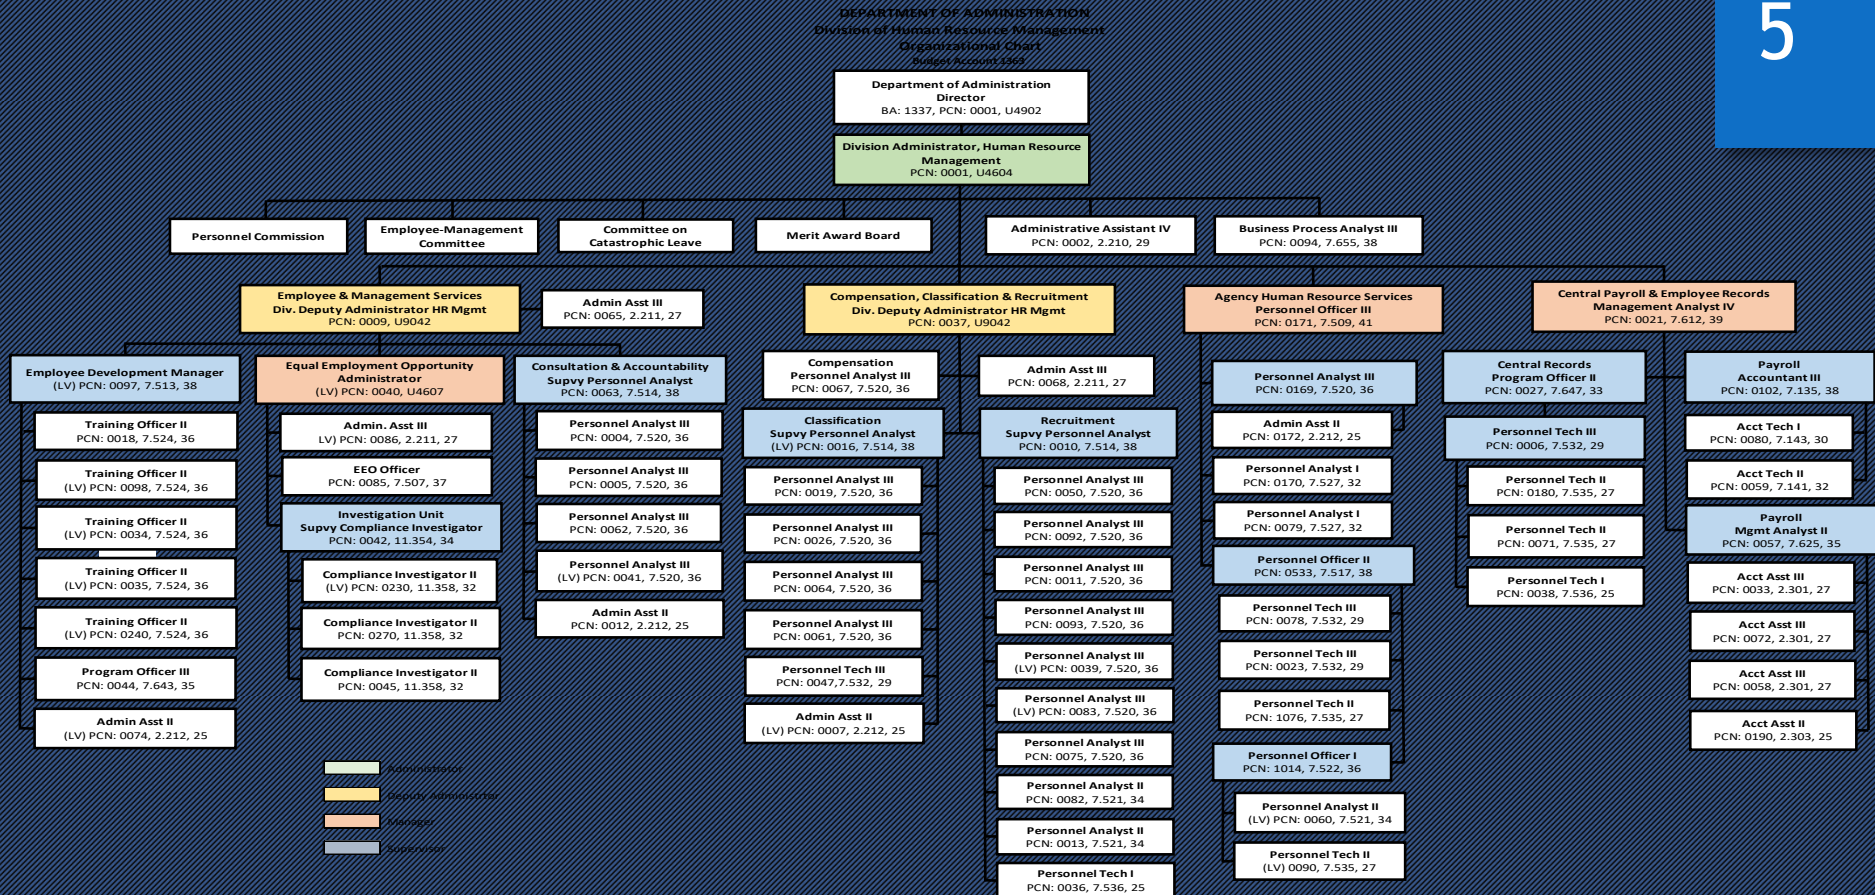 5
DEPARTMENT OF ADMINISTRATION
Division of Human Resource Management
Organizational Chart
Budget Account 1363
Department of Administration
Director
BA: 1337, PCN: 0001, U4902
Division Administrator, Human Resource
Management
PCN: 0001, U4604
Personnel Commission
Employee-Management
Committee
Committee on
Catastrophic Leave
Merit Award Board
Administrative Assistant IV
PCN: 0002, 2.210, 29
Business Process Analyst III
PCN: 0094, 7.655, 38
Employee & Management Services
Div. Deputy Administrator HR Mgmt
PCN: 0009, U9042
Admin Asst III
PCN: 0065, 2.211, 27
Compensation, Classification & Recruitment
Div. Deputy Administrator HR Mgmt
PCN: 0037, U9042
Agency Human Resource Services
Personnel Officer III
PCN: 0171, 7.509, 41
Central Payroll & Employee Records
Management Analyst IV
PCN: 0021, 7.612, 39
Employee Development Manager
(LV) PCN: 0097, 7.513, 38
Training Officer II
PCN: 0018, 7.524, 36
Training Officer II
(LV) PCN: 0098, 7.524, 36
Training Officer II
(LV) PCN: 0034, 7.524, 36
Training Officer II
(LV) PCN: 0035, 7.524, 36
Training Officer II
(LV) PCN: 0240, 7.524, 36
Program Officer III
PCN: 0044, 7.643, 35
Admin Asst II
(LV) PCN: 0074, 2.212, 25
Equal Employment Opportunity
Administrator
(LV) PCN: 0040, U4607
Admin. Asst III
LV) PCN: 0086, 2.211, 27
EEO Officer
PCN: 0085, 7.507, 37
Investigation Unit
Supvy Compliance Investigator
PCN: 0042, 11.354, 34
Compliance Investigator II
(LV) PCN: 0230, 11.358, 32
Compliance Investigator II
PCN: 0270, 11.358, 32
Compliance Investigator II
PCN: 0045, 11.358, 32
Consultation & Accountability
Supvy Personnel Analyst
PCN: 0063, 7.514, 38
Personnel Analyst III
PCN: 0004, 7.520, 36
Personnel Analyst III
PCN: 0005, 7.520, 36
Personnel Analyst III
PCN: 0062, 7.520, 36
Personnel Analyst III
(LV) PCN: 0041, 7.520, 36
Admin Asst II
PCN: 0012, 2.212, 25
Compensation
Personnel Analyst III
PCN: 0067, 7.520, 36
Admin Asst III
PCN: 0068, 2.211, 27
Classification
Supvy Personnel Analyst
(LV) PCN: 0016, 7.514, 38
Personnel Analyst III
PCN: 0019, 7.520, 36
Personnel Analyst III
PCN: 0026, 7.520, 36
Personnel Analyst III
PCN: 0064, 7.520, 36
Personnel Analyst III
PCN: 0061, 7.520, 36
Personnel Tech III
PCN: 0047,7.532, 29
Admin Asst II
(LV) PCN: 0007, 2.212, 25
Recruitment
Supvy Personnel Analyst
PCN: 0010, 7.514, 38
Personnel Analyst III
PCN: 0050, 7.520, 36
Personnel Analyst III
PCN: 0092, 7.520, 36
Personnel Analyst III
PCN: 0011, 7.520, 36
Personnel Analyst III
PCN: 0093, 7.520, 36
Personnel Analyst III
(LV) PCN: 0039, 7.520, 36
Personnel Analyst III
(LV) PCN: 0083, 7.520, 36
Personnel Analyst III
PCN: 0075, 7.520, 36
Personnel Analyst II
PCN: 0082, 7.521, 34
Personnel Analyst II
PCN: 0013, 7.521, 34
Personnel Tech I
PCN: 0036, 7.536, 25
Personnel Analyst III
PCN: 0169, 7.520, 36
Admin Asst II
PCN: 0172, 2.212, 25
Personnel Analyst I
PCN: 0170, 7.527, 32
Personnel Analyst I
PCN: 0079, 7.527, 32
Personnel Officer II
PCN: 0533, 7.517, 38
Personnel Tech III
PCN: 0078, 7.532, 29
Personnel Tech III
PCN: 0023, 7.532, 29
Personnel Tech II
PCN: 1076, 7.535, 27
Personnel Officer I
PCN: 1014, 7.522, 36
Personnel Analyst II
(LV) PCN: 0060, 7.521, 34
Personnel Tech II
(LV) 0090, 7.535, 27
Central Records
Program Officer II
PCN: 0027, 7.647, 33
Personnel Tech III
PCN: 0006, 7.532, 29
Personnel Tech II
PCN: 0180, 7.535, 27
Personnel Tech II
PCN: 0071, 7.535, 27
Personnel Tech I
PCN: 0038, 7.536, 25
Payroll
Accountant III
PCN: 0102, 7.135, 38
Acct Tech I
PCN: 0080, 7.143, 30
Acct Tech II
PCN: 0059, 7.141, 32
Payroll
Mgmt Analyst II
PCN: 0057, 7.625, 35
Acct Asst III
PCN: 0033, 2.301, 27
Acct Asst III
PCN: 0072, 2.301, 27
Acct Asst III
PCN: 0058, 2.301, 27
Acct Asst II
PCN: 0190, 2.303, 25
Administrator
Deputy Administrtor
Manager
Supervisor